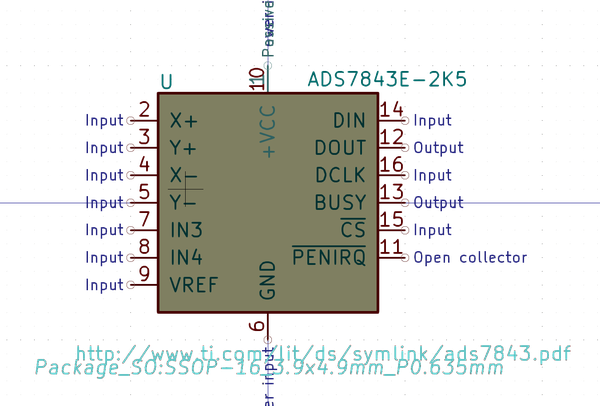 U
ADS7843E-2K5
Input 2 X+
Input 3 Y+
Input 4 X-
Input 5 Y-
Input 7 IN3
Input 8 IN4
Input 9 VREF
+VCC
GND 6
DIN 14 Input
DOUT 12 Output
DCLK 16 Input
BUSY 13 Output
CS 15 Input
PENIRQ 11 Open collector
http://www.ti.com/lit/ds/symlink/ads7843.pdf
Package_SO:SSOP-16_3.9x4.9mm_P0.635mm
er input